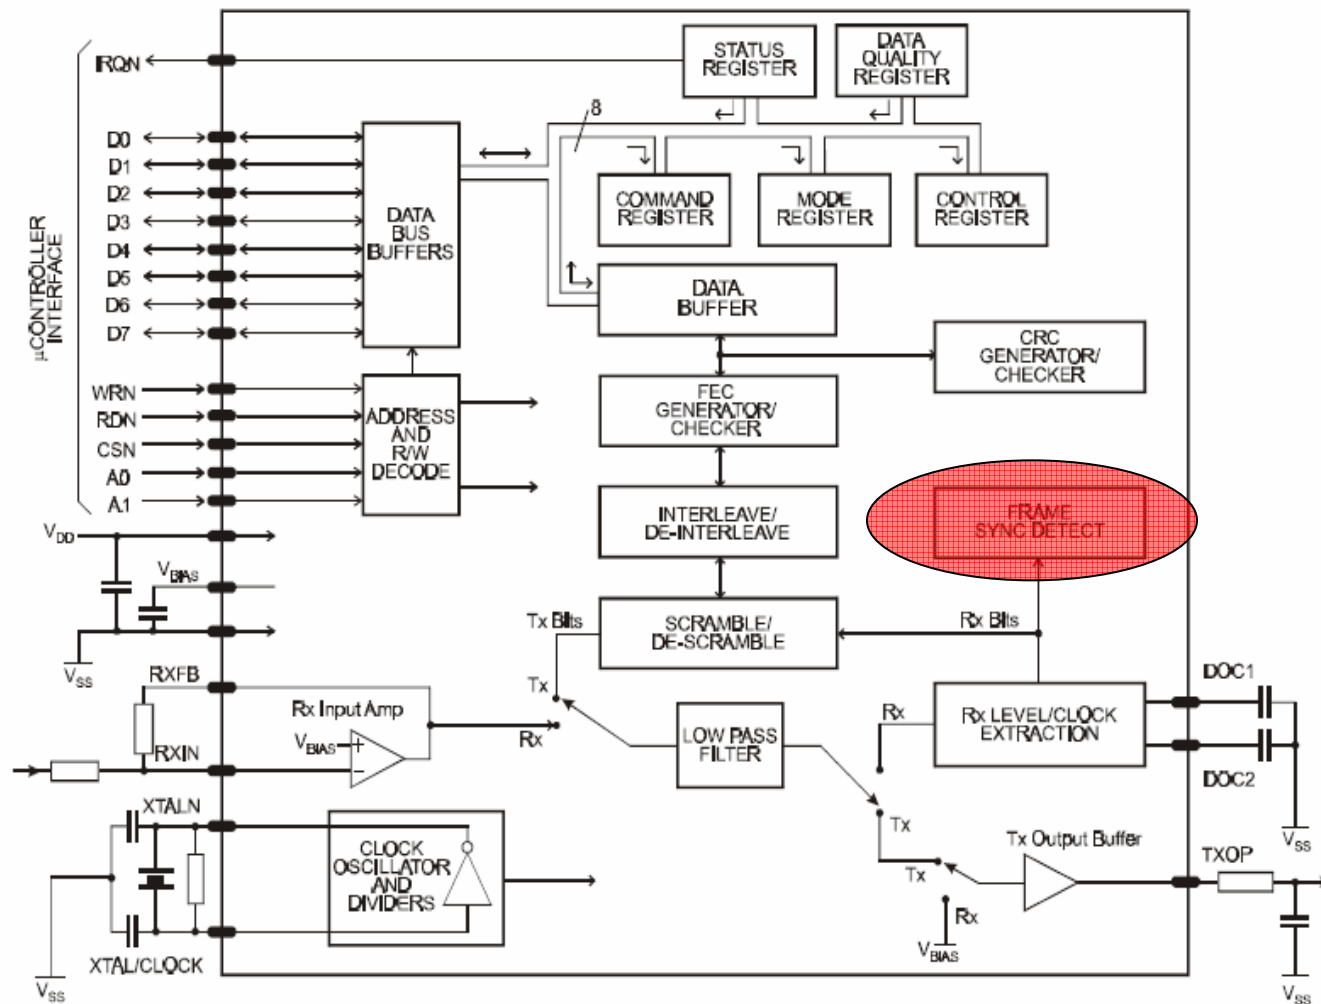 IRQN
STATUS
REGISTER
DATA
QUALITY
REGISTER
8
D0
D1
D2
D3
D4
D5
D6
D7
µCONTROLLER
INTERFACE
DATA
BUS
BUFFERS
COMMAND
REGISTER
MODE
REGISTER
CONTROL
REGISTER
DATA
BUFFER
CRC
GENERATOR/
CHECKER
WRN
RDN
CSN
A0
A1
ADDRESS
AND
R/W
DECODE
FEC
GENERATOR/
CHECKER
INTERLEAVE/
DE-INTERLEAVE
FRAME
SYNC DETECT
VDD
VBIAS
VSS
Tx Bits
SCRAMBLE/
DE-SCRAMBLE
Rx Bits
RXFB
Rx Input Amp
VBIAS
+
−
RXIN
Tx
Rx
LOW PASS
FILTER
Rx
Tx
Rx LEVEL/CLOCK
EXTRACTION
DOC1
DOC2
VSS
XTALN
CLOCK
OSCILLATOR
AND
DIVIDERS
XTAL/CLOCK
VSS
Tx
Rx
VBIAS
Tx Output Buffer
TXOP
VSS